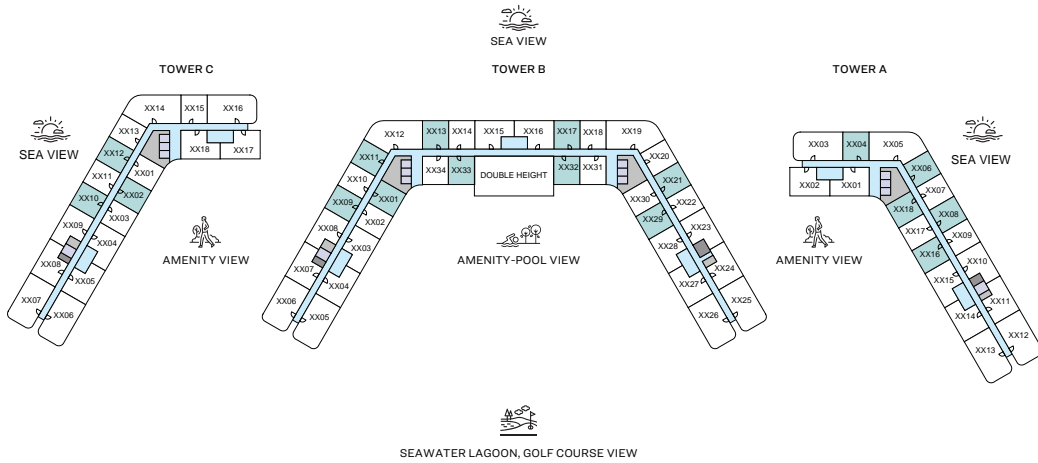 SEA VIEW
TOWER C
TOWER B
TOWER A
SEA VIEW
SEA VIEW
XX14
XX15
XX16
XX13
XX18
XX17
XX12
XX01
XX11
XX02
XX10
XX03
XX09
XX04
XX08
XX05
XX07
XX06
AMENITY VIEW
XX12
XX13
XX14
XX15
XX16
XX17
XX18
XX19
XX11
XX34
XX33
DOUBLE HEIGHT
XX32
XX31
XX20
XX10
XX01
XX30
XX21
XX09
XX02
XX29
XX22
XX08
XX03
XX28
XX23
XX07
XX04
XX27
XX24
XX06
XX05
XX26
XX25
AMENITY-POOL VIEW
XX03
XX04
XX05
XX02
XX01
XX06
XX07
XX18
XX08
XX17
XX09
XX16
XX10
XX15
XX11
XX14
XX12
XX13
AMENITY VIEW
SEAWATER LAGOON, GOLF COURSE VIEW